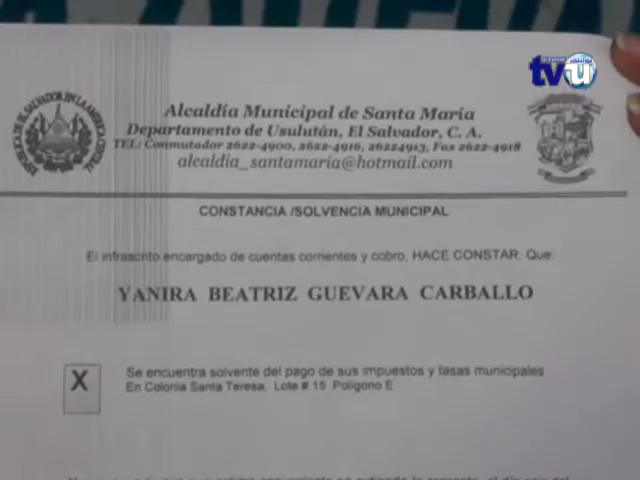 tvu
Alcaldía Municipal de Santa María
Departamento de Usulután, El Salvador, C. A.
TEL: Conmutador 2622-4900, 2622-4916, 26224913, Fax 2622-4918
alcaldia_santamaria@hotmail.com
CONSTANCIA /SOLVENCIA MUNICIPAL
El infrascrito encargado de cuentas corrientes y cobro, HACE CONSTAR. Que:
YANIRA BEATRIZ GUEVARA CARBALLO
X
Se encuentra solvente del pago de sus impuestos y tasas municipales
En Colonia Santa Teresa, Lote # 15 Polígono E